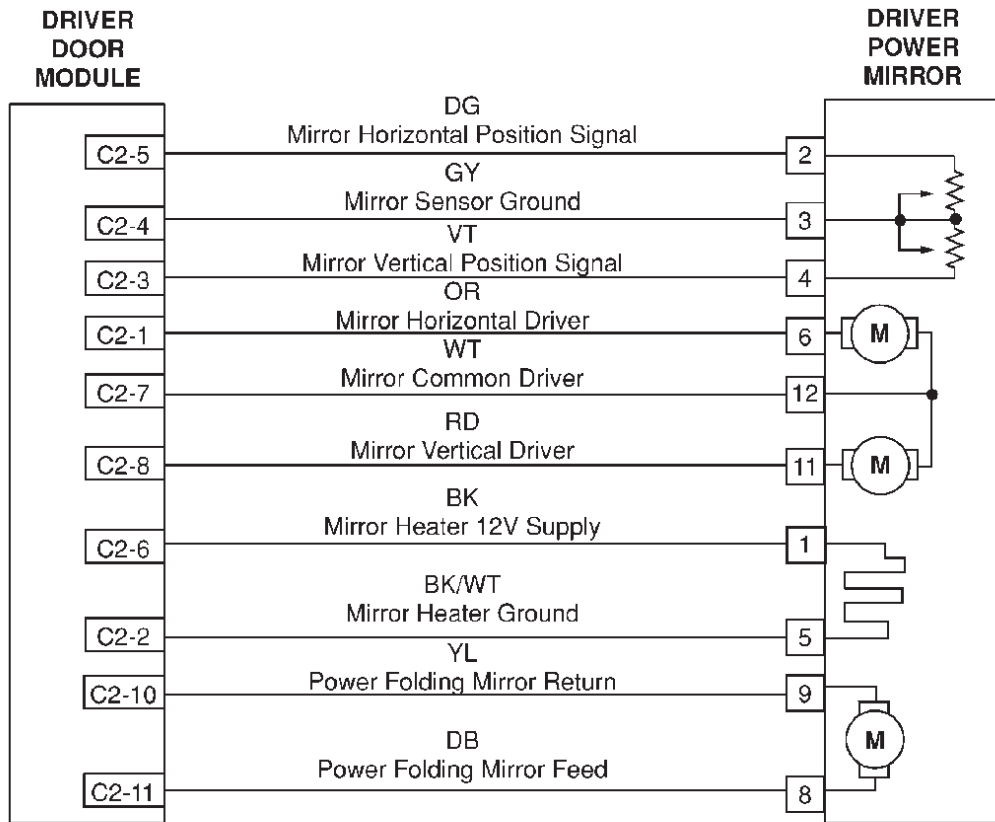 DRIVER
DOOR
MODULE
DRIVER
POWER
MIRROR
DG
C2-5
Mirror Horizontal Position Signal
2
GY
C2-4
Mirror Sensor Ground
3
VT
C2-3
Mirror Vertical Position Signal
4
OR
C2-1
Mirror Horizontal Driver
6
M
WT
C2-7
Mirror Common Driver
12
RD
C2-8
Mirror Vertical Driver
11
M
BK
C2-6
Mirror Heater 12V Supply
1
BK/WT
C2-2
Mirror Heater Ground
5
YL
C2-10
Power Folding Mirror Return
9
M
DB
C2-11
Power Folding Mirror Feed
8